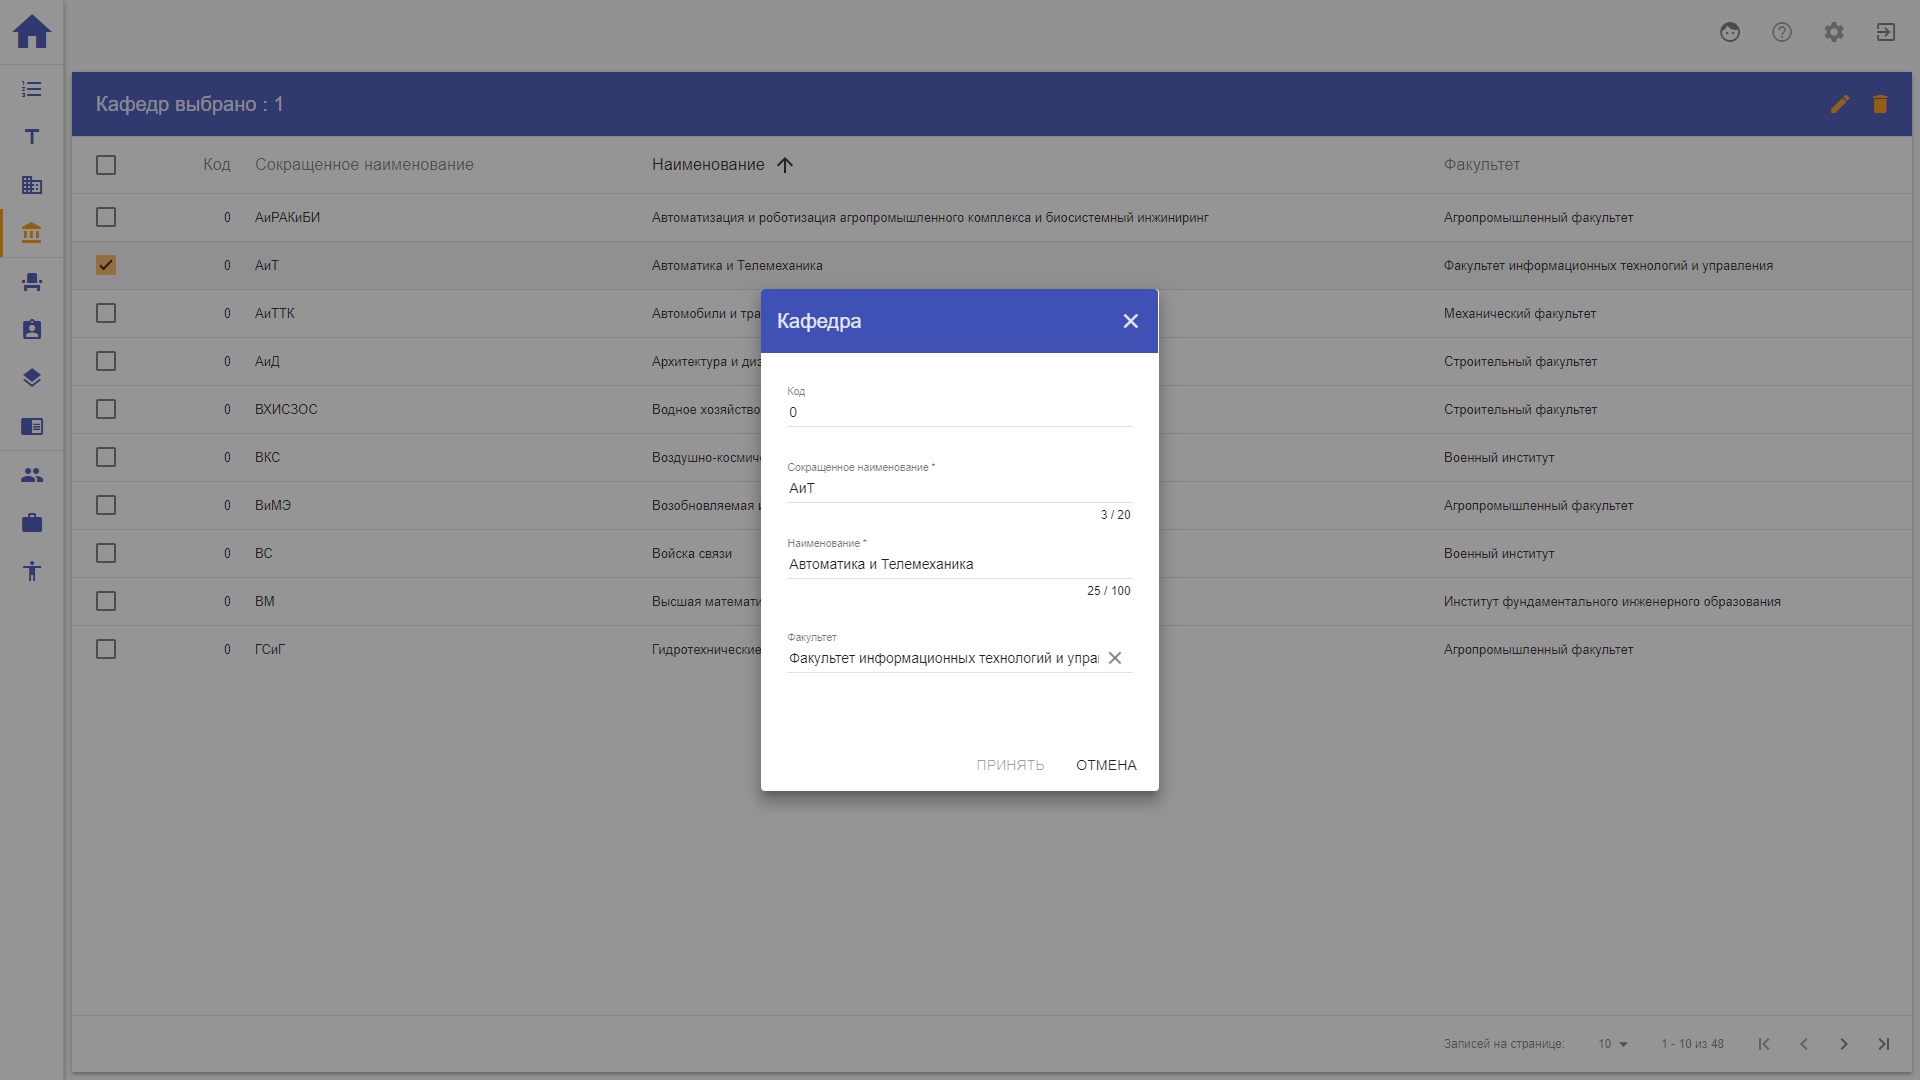 Кафедр выбрано : 1
Код Сокращенное наименование Наименование Факультет
0 АиРАКиБИ Автоматизация и роботизация агропромышленного комплекса и биосистемный инжиниринг Агропромышленный факультет
0 АиТ Автоматика и Телемеханика Факультет информационных технологий и управления
0 АиТТК Автомобили и тра Механический факультет
0 АиД Архитектура и диз Строительный факультет
0 ВХИСЗОС Водное хозяйство Строительный факультет
0 ВКС Воздушно-космич Военный институт
0 ВиМЭ Возобновляемая Агропромышленный факультет
0 ВС Войска связи Военный институт
0 ВМ Высшая математи Институт фундаментального инженерного образования
0 ГСиГ Гидротехнические Агропромышленный факультет
Кафедра
Код
0
Сокращенное наименование *
АиТ
3 / 20
Наименование *
Автоматика и Телемеханика
25 / 100
Факультет
Факультет информационных технологий и упра
ПРИНЯТЬ ОТМЕНА
Записей на странице: 10 1 - 10 из 48